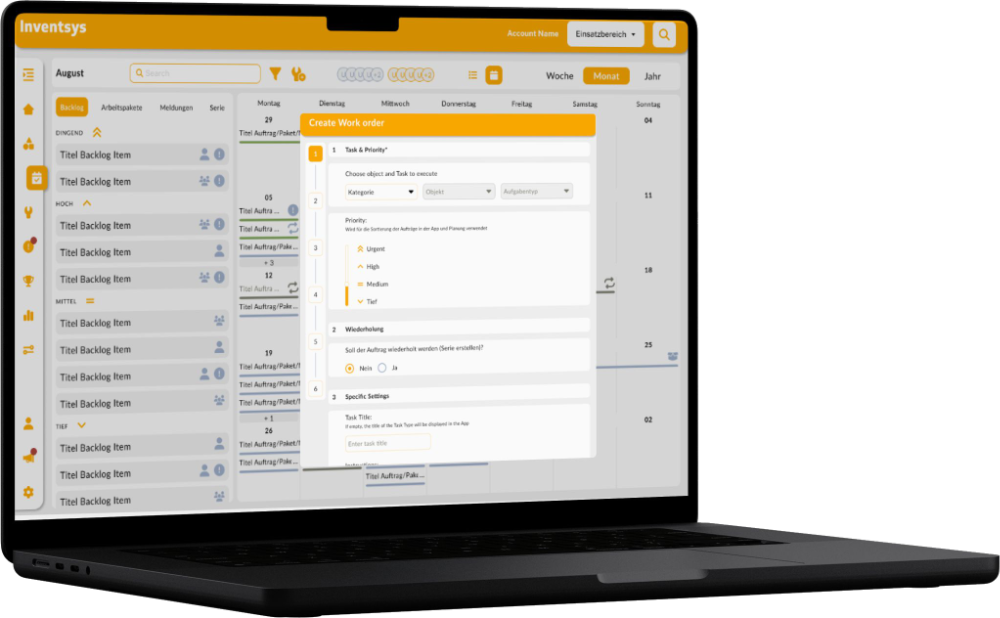 Inventsys
Account Name
Einsatzbereich
August
Search
Woche
Monat
Jahr
Backlog
Arbeitspakete
Meldungen
Serie
DINGEND
Titel Backlog Item
Titel Backlog Item
HOCH
Titel Backlog Item
Titel Backlog Item
Titel Backlog Item
MITTEL
Titel Backlog Item
Titel Backlog Item
Titel Backlog Item
Titel Backlog Item
TIEF
Titel Backlog Item
Titel Backlog Item
Titel Backlog Item
Montag
Dienstag
Mittwoch
Donnerstag
Freitag
Samstag
Sonntag
29
04
Titel Auftrag/Paket/
05
11
Titel Auftra ...
Titel Auftra ...
Titel Auftrag/Pake...
+ 3
12
18
Titel Auftra ...
Titel Auftrag/Pake...
19
25
Titel Auftrag/Paket/
Titel Auftrag/Paket/
Titel Auftrag/Paket/
+ 1
26
02
Titel Auftrag/Paket/
Titel Auftrag/Paket/
Titel Auftrag/Pake...
Create Work order
1
2
3
4
5
6
1 Task & Priority*
Choose object and Task to execute
Kategorie
Objekt
Aufgabentyp
Priority:
Wird für die Sortierung der Aufträge in der App und Planung verwendet
Urgent
High
Medium
Tief
2 Wiederholung
Soll der Auftrag wiederholt werden (Serie erstellen)?
Nein
Ja
3 Specific Settings
Task Title:
If empty, the title of the Task Type will be displayed in the App
Enter task title